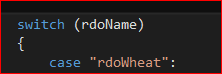 switch (rdoName)
{
case "rdoWheat":